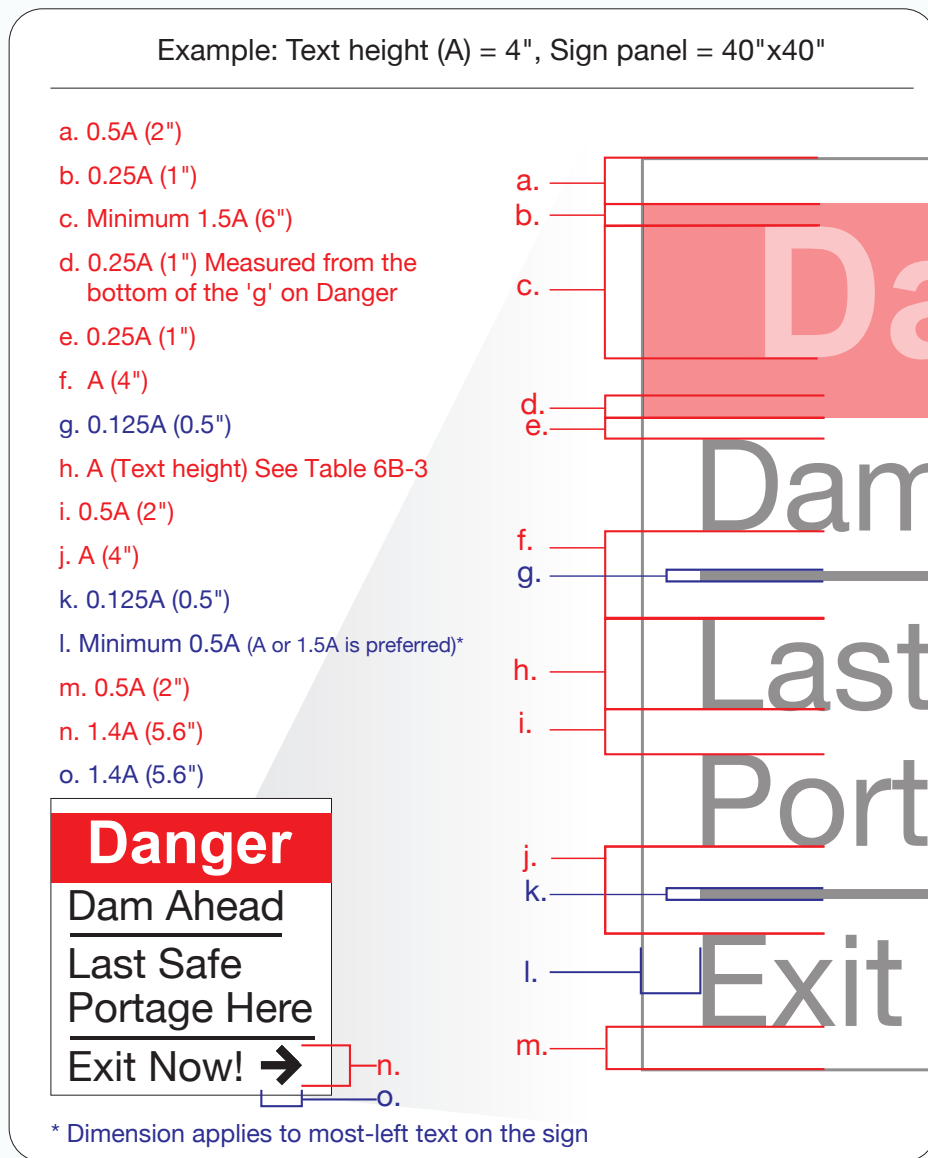 Example: Text height (A) = 4", Sign panel = 40"x40"
a. 0.5A (2")
b. 0.25A (1")
c. Minimum 1.5A (6")
d. 0.25A (1") Measured from the
bottom of the 'g' on Danger
e. 0.25A (1")
f. A (4")
g. 0.125A (0.5")
h. A (Text height) See Table 6B-3
i. 0.5A (2")
j. A (4")
k. 0.125A (0.5")
l. Minimum 0.5A (A or 1.5A is preferred)*
m. 0.5A (2")
n. 1.4A (5.6")
o. 1.4A (5.6")
Danger
Dam Ahead
Last Safe
Portage Here
Exit Now!
n.
o.
* Dimension applies to most-left text on the sign
a.
b.
c.
d.
e.
f.
g.
h.
i.
j.
k.
l.
m.
Da
Dam
Last
Port
Exit